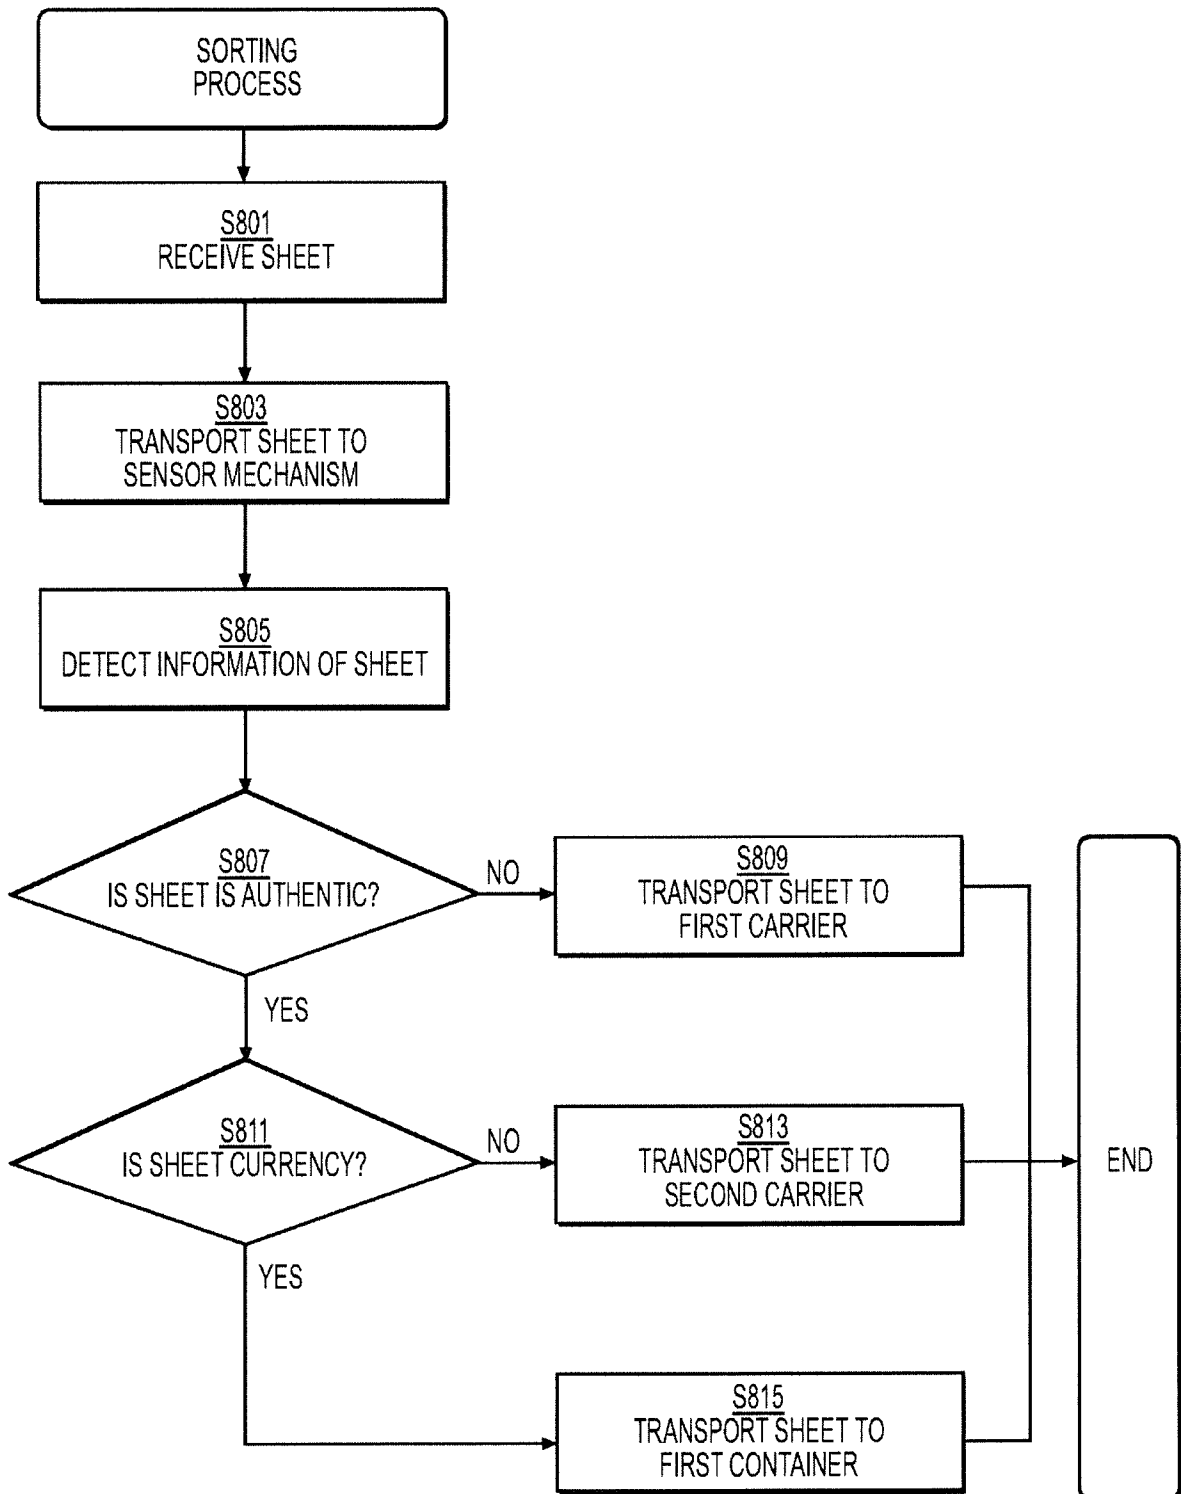 SORTING
PROCESS
S801
RECEIVE SHEET
S803
TRANSPORT SHEET TO
SENSOR MECHANISM
S805
DETECT INFORMATION OF SHEET
S807
IS SHEET IS AUTHENTIC?
NO
S809
TRANSPORT SHEET TO
FIRST CARRIER
YES
S811
IS SHEET CURRENCY?
NO
S813
TRANSPORT SHEET TO
SECOND CARRIER
END
YES
S815
TRANSPORT SHEET TO
FIRST CONTAINER